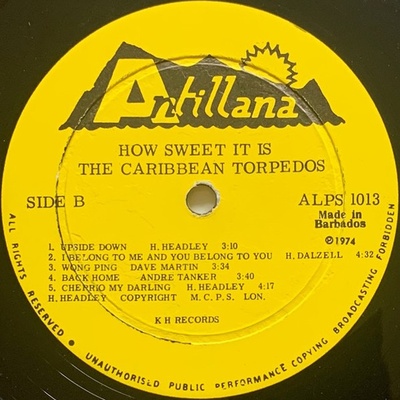 Antillana
HOW SWEET IT IS
THE CARIBBEAN TORPEDOS
SIDE B
ALPS 1013
Made in
Barbados
℗1974
1. UPSIDE DOWN H. HEADLEY 3:10
2. I BELONG TO ME AND YOU BELONG TO YOU H. DALZELL 4:32
3. WONG PING DAVE MARTIN 3:34
4. BACK HOME ANDRE TANKER 3:40
5. CHERRIO MY DARLING H. HEADLEY 4:17
H. HEADLEY COPYRIGHT M.C.P.S. LON.
K H RECORDS
ALL RIGHTS RESERVED • UNAUTHORISED PUBLIC PERFORMANCE COPYING BROADCASTING FORBIDDEN